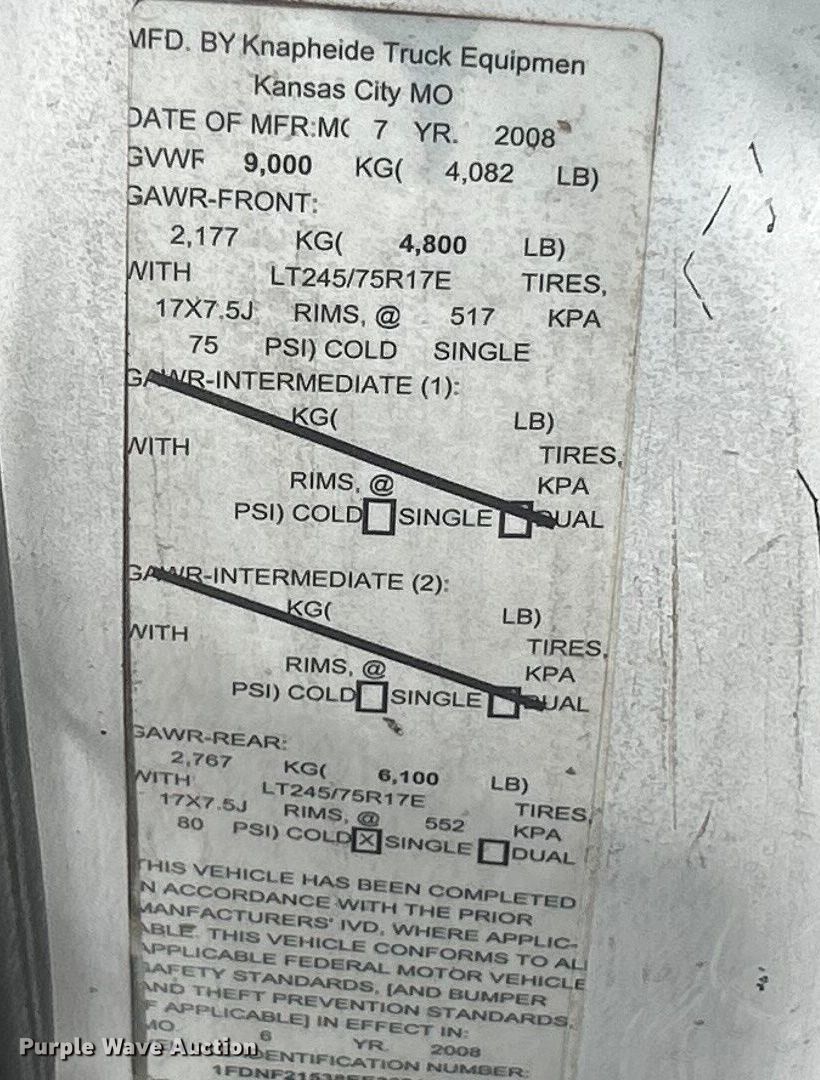 MFD. BY Knapheide Truck Equipmen
Kansas City MO
DATE OF MFR:MO 7 YR. 2008
GVWR 9,000 KG( 4,082 LB)
GAWR-FRONT:
2,177 KG( 4,800 LB)
WITH LT245/75R17E TIRES,
17X7.5J RIMS, @ 517 KPA
75 PSI) COLD SINGLE
GAWR-INTERMEDIATE (1):
KG( LB)
WITH TIRES,
RIMS, @ KPA
PSI) COLD SINGLE DUAL
GAWR-INTERMEDIATE (2):
KG( LB)
WITH TIRES,
RIMS, @ KPA
PSI) COLD SINGLE DUAL
GAWR-REAR:
2,767 KG( 6,100 LB)
WITH LT245/75R17E TIRES,
17X7.5J RIMS, @ 552 KPA
80 PSI) COLD X SINGLE DUAL
THIS VEHICLE HAS BEEN COMPLETED
IN ACCORDANCE WITH THE PRIOR
MANFACTURERS' IVD, WHERE APPLIC-
ABLE. THIS VEHICLE CONFORMS TO ALL
APPLICABLE FEDERAL MOTOR VEHICLE
SAFETY STANDARDS, [AND BUMPER
AND THEFT PREVENTION STANDARDS,
IF APPLICABLE] IN EFFECT IN:
MO. 6 YR. 2008
IDENTIFICATION NUMBER:
Purple Wave Auction